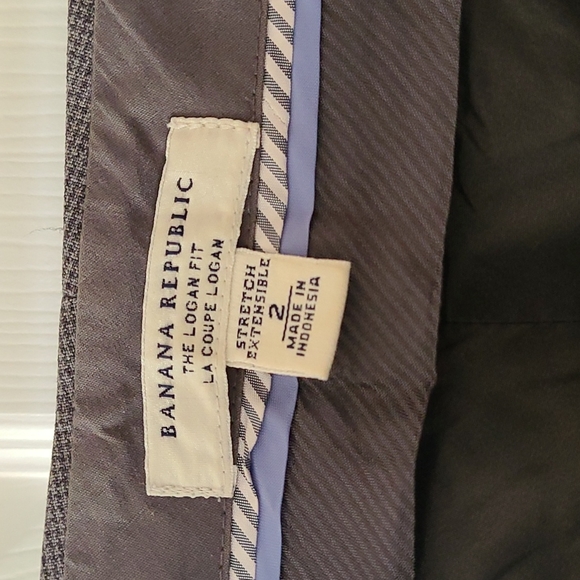 BANANA REPUBLIC
THE LOGAN FIT
LA COUPE LOGAN
STRETCH
EXTENSIBLE
2
MADE IN
INDONESIA